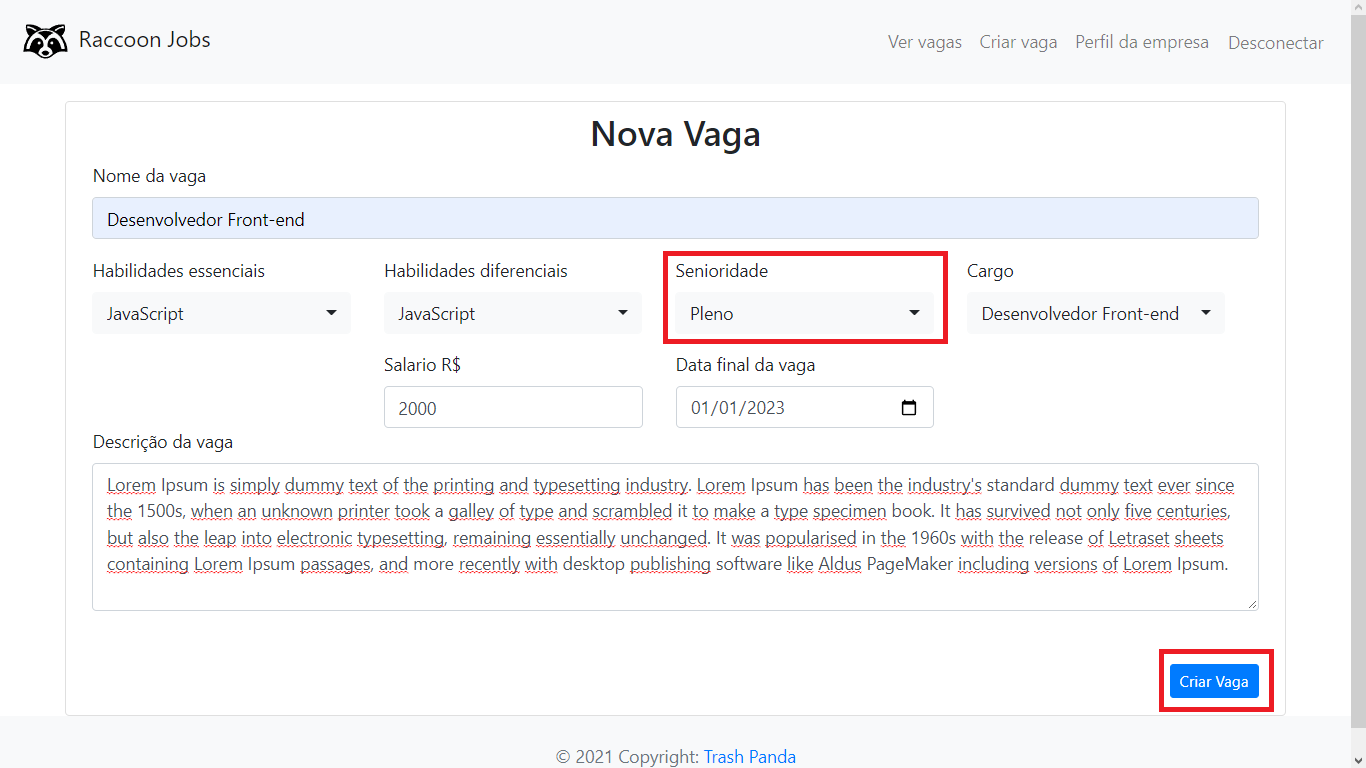 Raccoon Jobs
Ver vagas Criar vaga Perfil da empresa Desconectar
Nova Vaga
Nome da vaga
Desenvolvedor Front-end
Habilidades essenciais Habilidades diferenciais Senioridade Cargo
JavaScript JavaScript Pleno Desenvolvedor Front-end
Salario R$ Data final da vaga
2000 01/01/2023
Descrição da vaga
Lorem Ipsum is simply dummy text of the printing and typesetting industry. Lorem Ipsum has been the industry's standard dummy text ever since
the 1500s, when an unknown printer took a galley of type and scrambled it to make a type specimen book. It has survived not only five centuries,
but also the leap into electronic typesetting, remaining essentially unchanged. It was popularised in the 1960s with the release of Letraset sheets
containing Lorem Ipsum passages, and more recently with desktop publishing software like Aldus PageMaker including versions of Lorem Ipsum.
Criar Vaga
© 2021 Copyright: Trash Panda